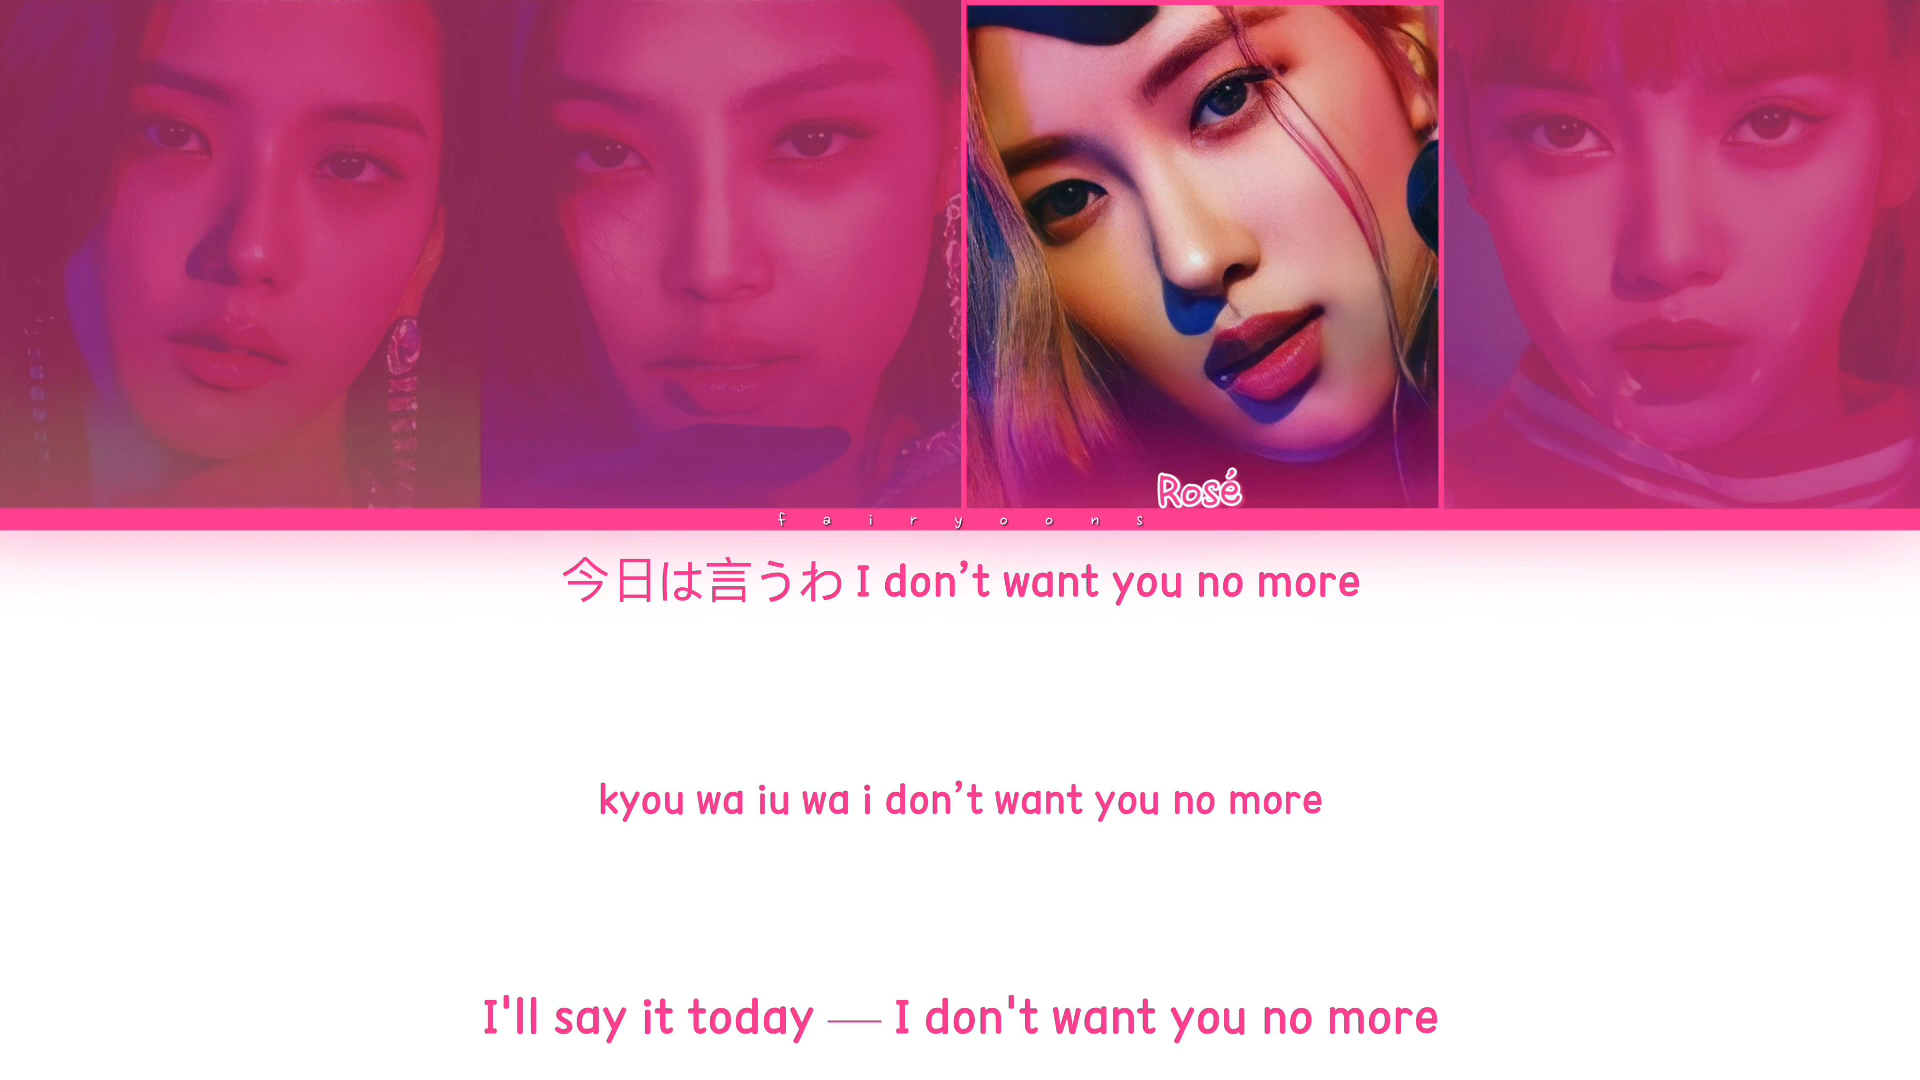 Rosé
fairyoons
今日は言うわ I don’t want you no more
kyou wa iu wa i don’t want you no more
I'll say it today — I don't want you no more